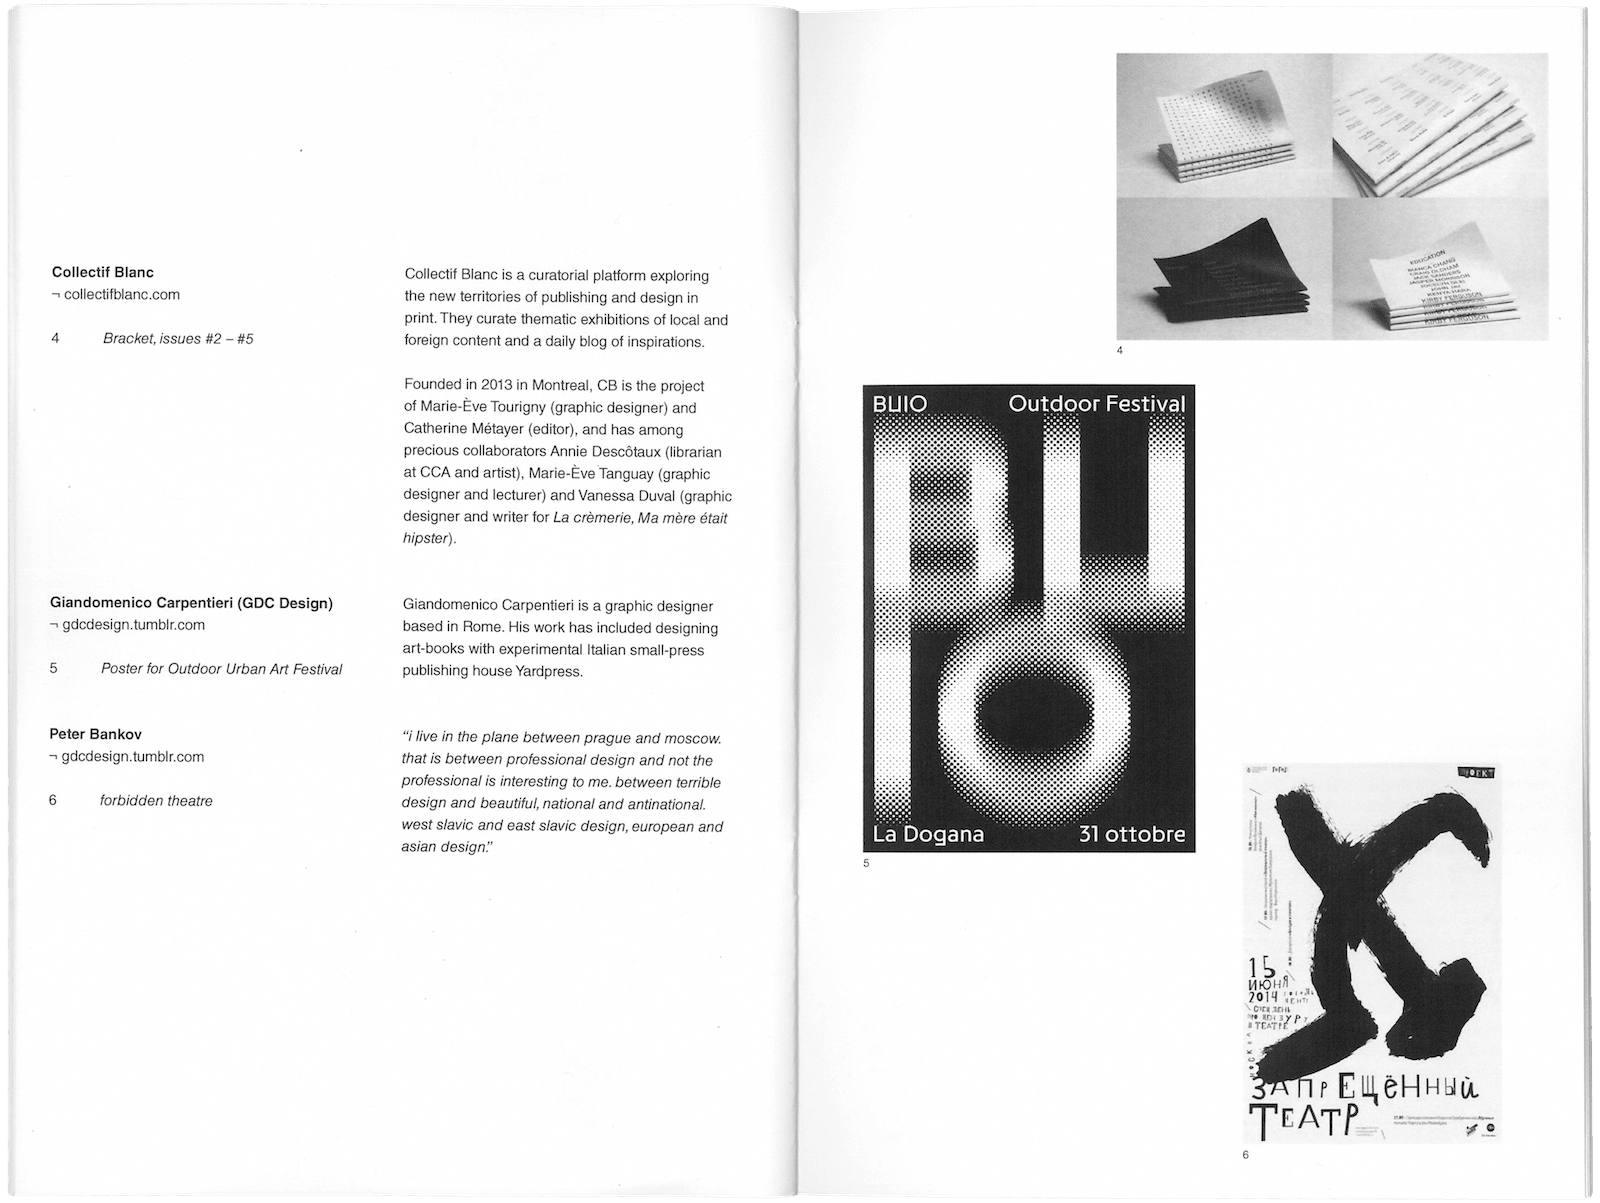 Collectif Blanc
¬ collectifblanc.com
4 Bracket, issues #2 – #5
Collectif Blanc is a curatorial platform exploring
the new territories of publishing and design in
print. They curate thematic exhibitions of local and
foreign content and a daily blog of inspirations.
Founded in 2013 in Montreal, CB is the project
of Marie-Ève Tourigny (graphic designer) and
Catherine Métayer (editor), and has among
precious collaborators Annie Descôtaux (librarian
at CCA and artist), Marie-Ève Tanguay (graphic
designer and lecturer) and Vanessa Duval (graphic
designer and writer for La crèmerie, Ma mère était
hipster).
Giandomenico Carpentieri (GDC Design)
¬ gdcdesign.tumblr.com
5 Poster for Outdoor Urban Art Festival
Giandomenico Carpentieri is a graphic designer
based in Rome. His work has included designing
art-books with experimental Italian small-press
publishing house Yardpress.
Peter Bankov
¬ gdcdesign.tumblr.com
6 forbidden theatre
“i live in the plane between prague and moscow.
that is between professional design and not the
professional is interesting to me. between terrible
design and beautiful, national and antinational.
west slavic and east slavic design, european and
asian design.”
EDUCATION
BIANCA CHANG
CRAIG OLDHAM
JACK SANDERS
JASPER MORRISON
JOHN JAY
KENYA HARA
KIRBY FERGUSON
KIRBY FERGUSON
4
BUIO Outdoor Festival
BU
IO
La Dogana 31 ottobre
5
15
ИЮНЯ
2014
ТЕАТРЕ
МОСКВА
ЗАПРЕЩЁННЫЙ
ТЕАТР
6